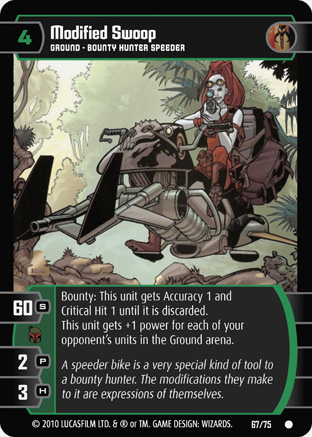 4
Modified Swoop
GROUND - BOUNTY HUNTER SPEEDER
60 S
Bounty: This unit gets Accuracy 1 and
Critical Hit 1 until it is discarded.
This unit gets +1 power for each of your
opponent's units in the Ground arena.
2 P
3 H
A speeder bike is a very special kind of tool to
a bounty hunter. The modifications they make
to it are expressions of themselves.
© 2010 LUCASFILM LTD. & ® or TM. GAME DESIGN: WIZARDS.
67/75